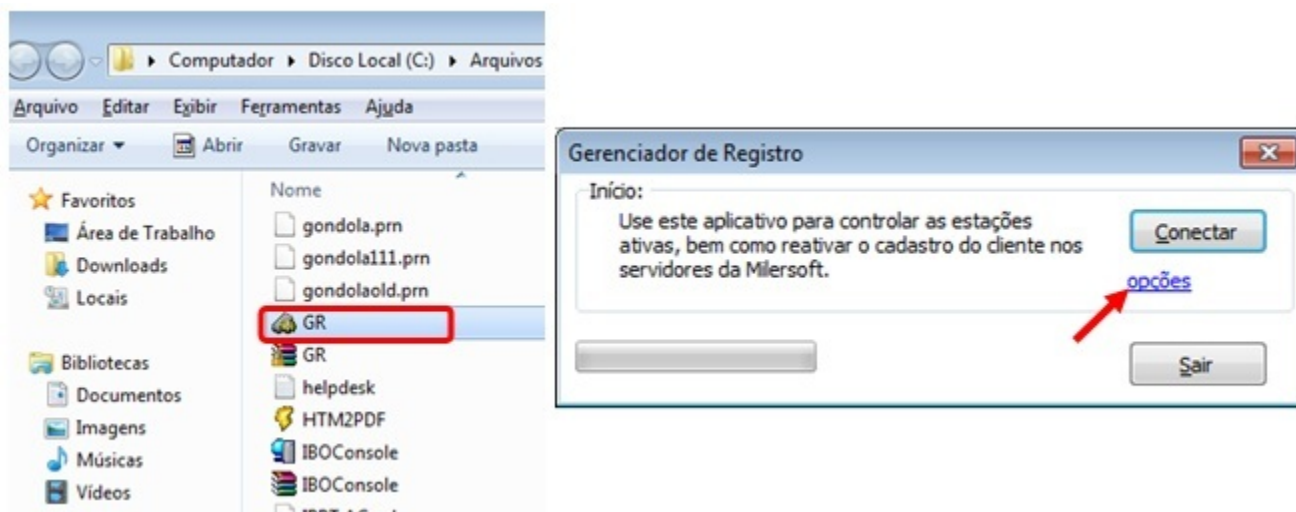 Computador Disco Local (C:) Arquivos
Arquivo Editar Exibir Ferramentas Ajuda
Organizar Abrir Gravar Nova pasta
Favoritos
Área de Trabalho
Downloads
Locais
Bibliotecas
Documentos
Imagens
Músicas
Vídeos
Nome
gondola.prn
gondola111.prn
gondolaold.prn
GR
GR
helpdesk
HTM2PDF
IBOConsole
IBOConsole
Gerenciador de Registro
Início:
Use este aplicativo para controlar as estações
ativas, bem como reativar o cadastro do cliente nos
servidores da Milersoft.
Conectar
opções
Sair